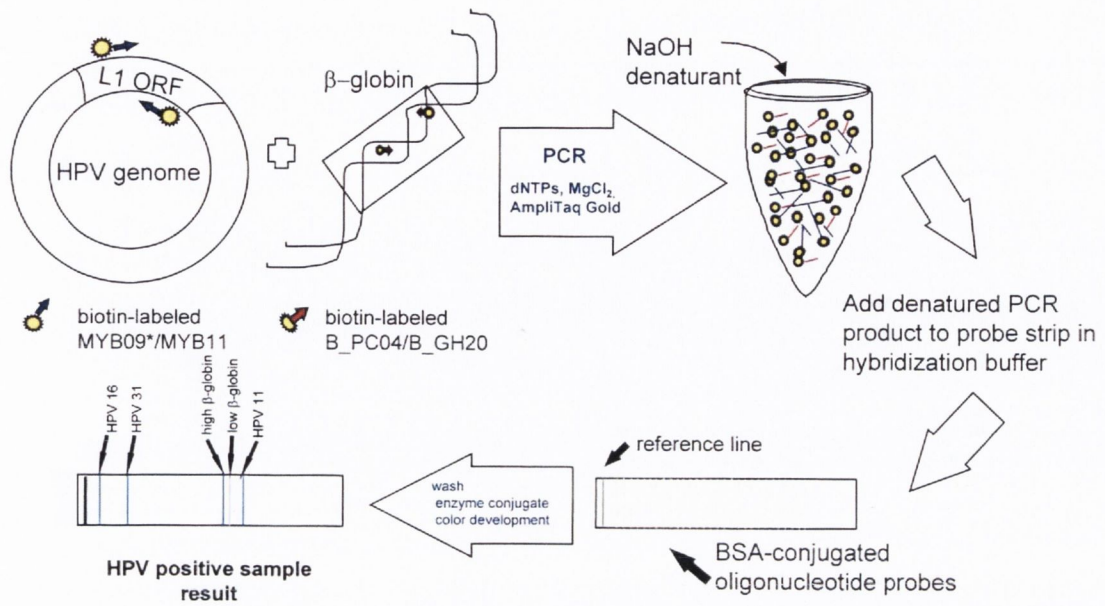 L1 ORF
HPV genome
β–globin
PCR
dNTPs, MgCl2,
AmpliTaq Gold
NaOH
denaturant
biotin-labeled
MYB09*/MYB11
biotin-labeled
B_PC04/B_GH20
Add denatured PCR
product to probe strip in
hybridization buffer
reference line
BSA-conjugated
oligonucleotide probes
wash
enzyme conjugate
color development
HPV 16
HPV 31
high β-globin
low β-globin
HPV 11
HPV positive sample
result